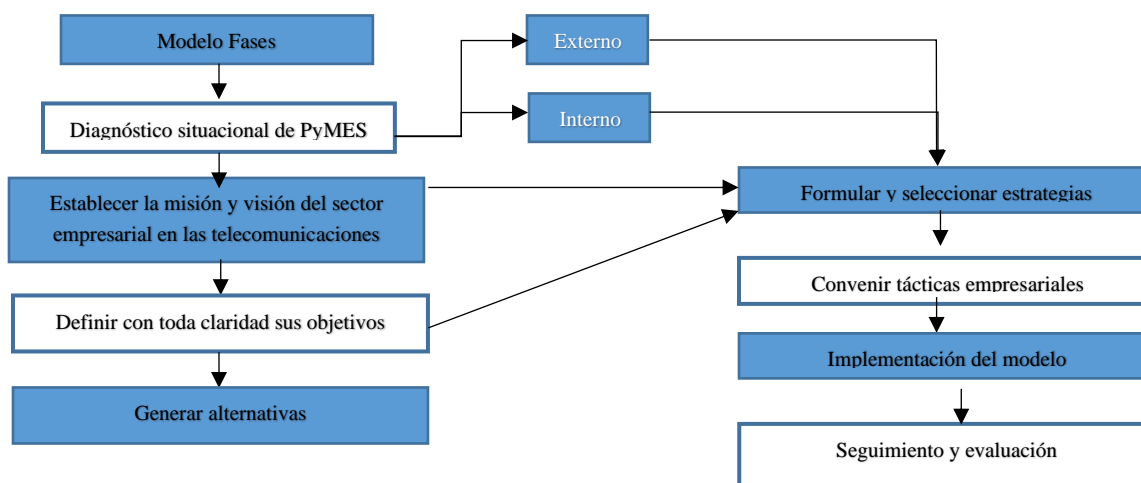 Modelo Fases
Externo
Diagnóstico situacional de PyMES
Interno
Establecer la misión y visión del sector
empresarial en las telecomunicaciones
Definir con toda claridad sus objetivos
Generar alternativas
Formular y seleccionar estrategias
Convenir tácticas empresariales
Implementación del modelo
Seguimiento y evaluación